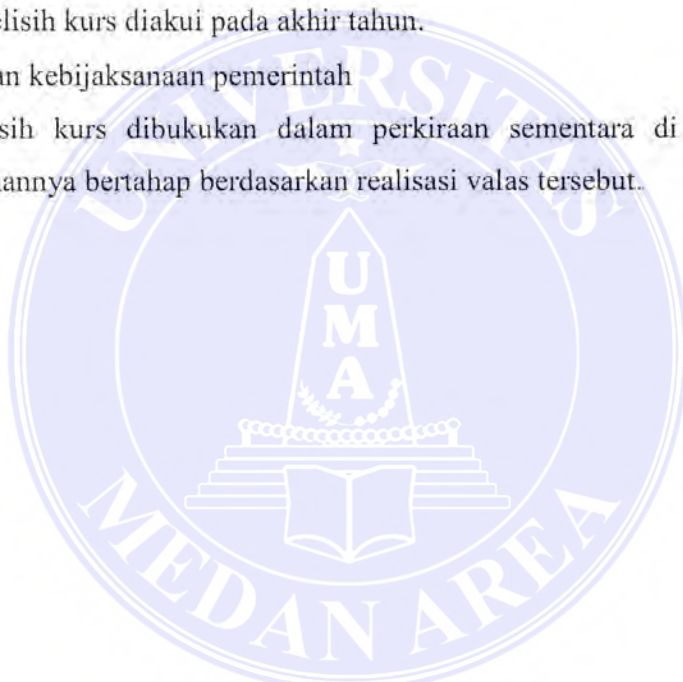 elisih kurs diakui pada akhir tahun.
an kebijaksanaan pemerintah
sih kurs dibukukan dalam perkiraan sementara di
annya bertahap berdasarkan realisasi valas tersebut.
UNIVERSITAS
U
M
A
MEDAN AREA